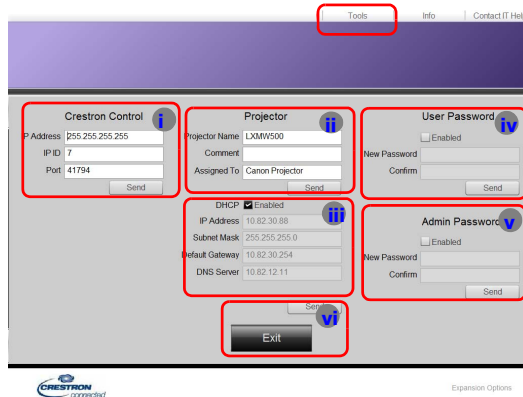 Tools Info Contact IT Hel
Crestron Control i
P Address 255.255.255.255
IP ID 7
Port 41794
Send
Projector ii
Projector Name LXMW500
Comment
Assigned To Canon Projector
Send
DHCP Enabled iii
IP Address 10.82.30.88
Subnet Mask 255.255.255.0
Default Gateway 10.82.30.254
DNS Server 10.82.12.11
Send
vi
Exit
User Password iv
Enabled
New Password
Confirm
Send
Admin Password v
Enabled
New Password
Confirm
Send
CRESTRON
connected
Expansion Options